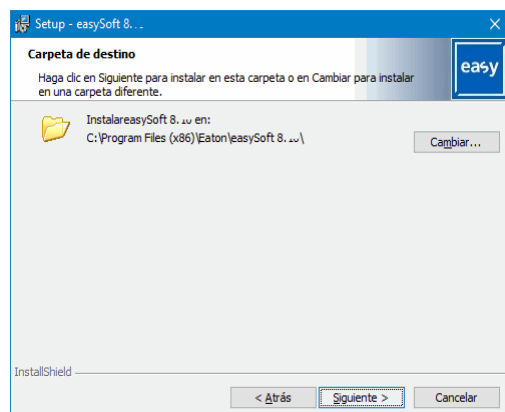 Setup - easySoft 8...
Carpeta de destino
Haga clic en Siguiente para instalar en esta carpeta o en Cambiar para instalar
en una carpeta diferente.
easy
InstalareasySoft 8. en:
C:\Program Files (x86)\Eaton\easySoft 8.
Cambiar...
InstallShield
< Atrás
Siguiente >
Cancelar